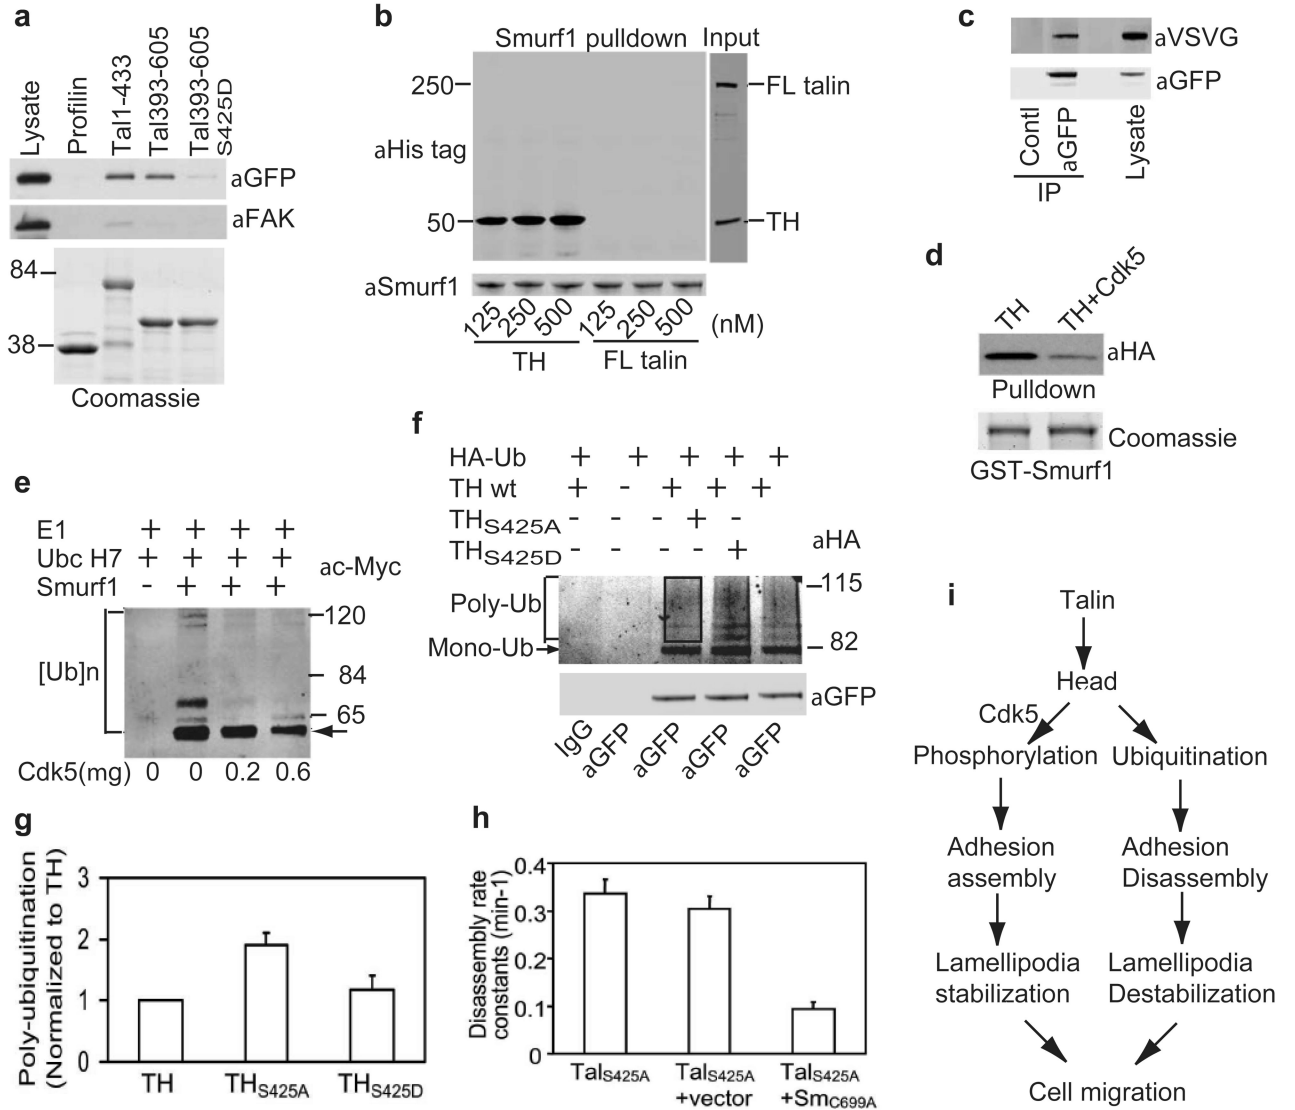 a
Lysate
Profilin
Tal1-433
Tal393-605
Tal393-605
S425D
aGFP
aFAK
84
38
Coomassie
b
Smurf1 pulldown Input
250
FL talin
aHis tag
50
TH
aSmurf1
125 250 500 125 250 500 (nM)
TH FL talin
c
aVSVG
aGFP
Contl
aGFP
Lysate
IP
d
TH TH+Cdk5
aHA
Pulldown
Coomassie
GST-Smurf1
e
E1 + + + +
Ubc H7 + + + +
Smurf1 - + + +
ac-Myc
120
[Ub]n
84
65
Cdk5(mg) 0 0 0.2 0.6
f
HA-Ub + + + + +
TH wt + - + + +
THS425A - - - + -
THS425D - - - - +
aHA
115
Poly-Ub
Mono-Ub
82
aGFP
IgG aGFP aGFP aGFP aGFP
g
Poly-ubiquitination
(Normalized to TH)
3
2
1
0
TH THS425A THS425D
h
Disassembly rate
constants (min-1)
0.4
0.3
0.2
0.1
0
TalS425A TalS425A TalS425A
+vector +SmC699A
i
Talin
Head
Cdk5
Phosphorylation Ubiquitination
Adhesion Adhesion
assembly Disassembly
Lamellipodia Lamellipodia
stabilization Destabilization
Cell migration